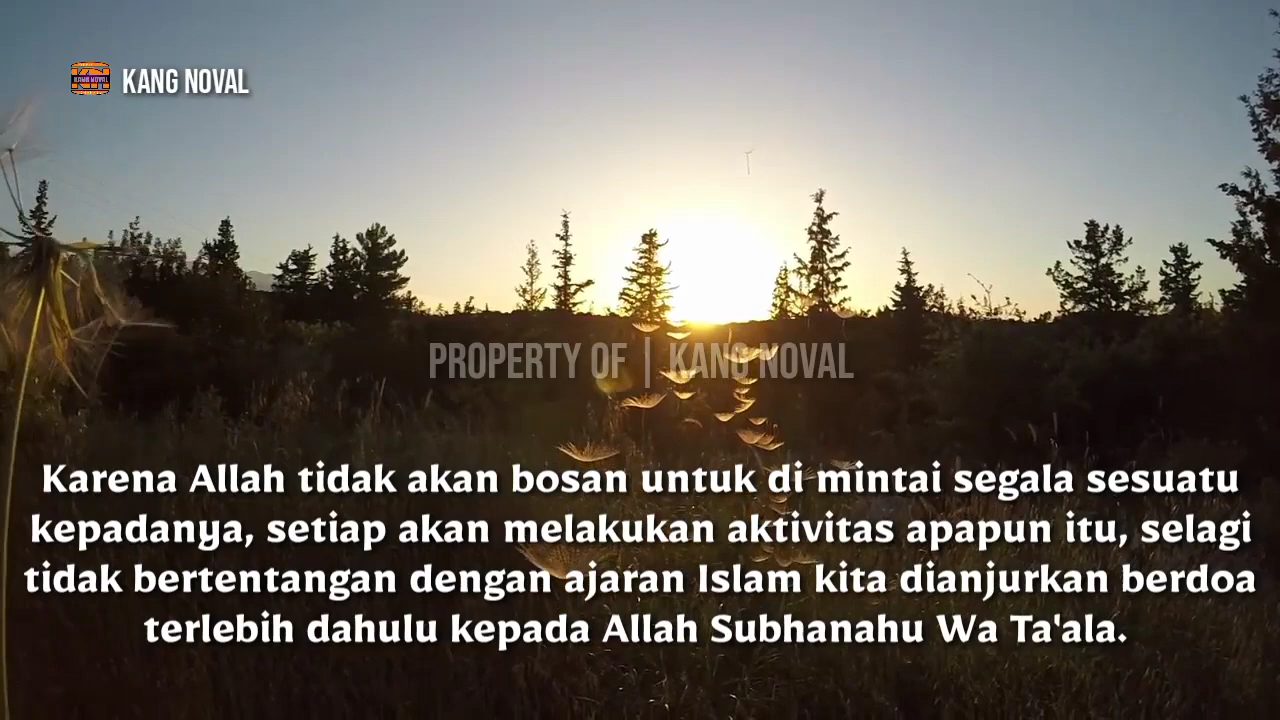 KANG NOVAL
KANG NOVAL
PROPERTY OF | KANG NOVAL
Karena Allah tidak akan bosan untuk di mintai segala sesuatu
kepadanya, setiap akan melakukan aktivitas apapun itu, selagi
tidak bertentangan dengan ajaran Islam kita dianjurkan berdoa
terlebih dahulu kepada Allah Subhanahu Wa Ta'ala.